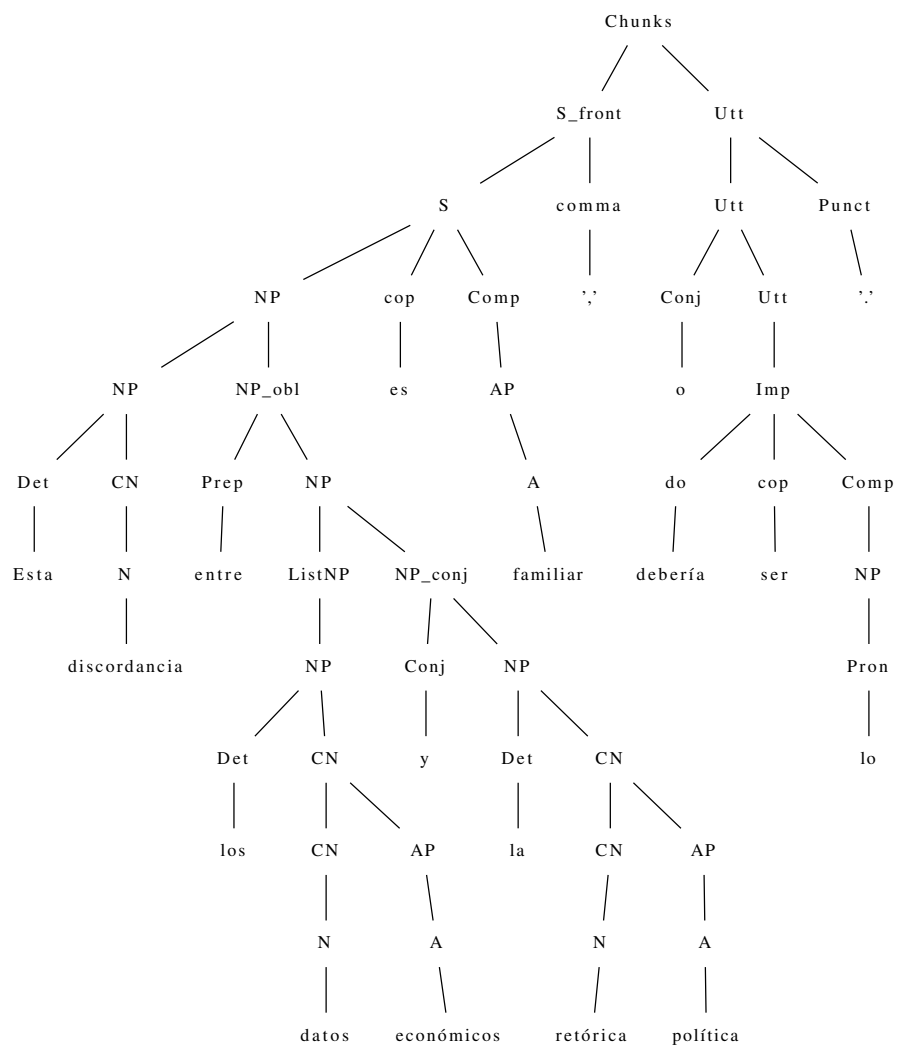 Chunks
S_front Utt
S comma Utt Punct
NP cop Comp ',' Conj Utt '.'
NP NP_obl es AP o Imp
Det CN Prep NP A do cop Comp
Esta N entre ListNP NP_conj familiar debería ser NP
discordancia NP Conj NP Pron
Det CN y Det CN lo
los CN AP la CN AP
N A N A
datos económicos retórica política